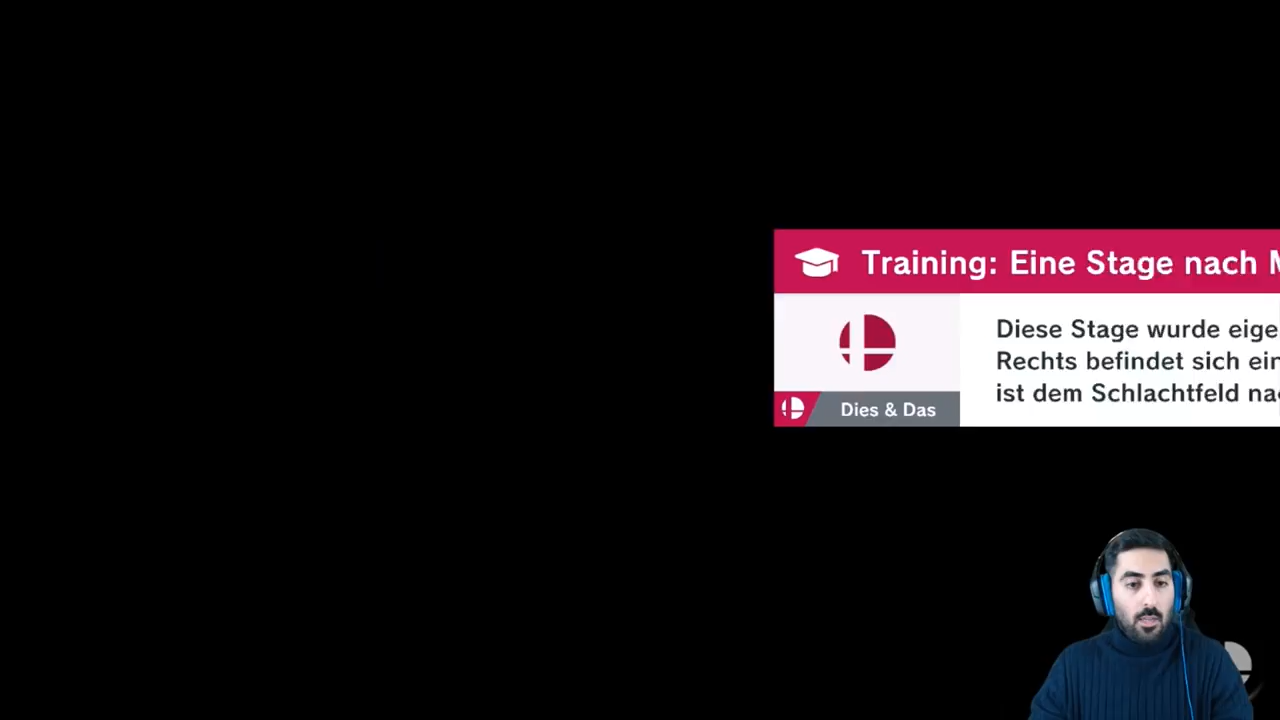 Training: Eine Stage nach
Diese Stage wurde
Rechts befindet sich
ist dem Schlachtfeld
Dies & Das